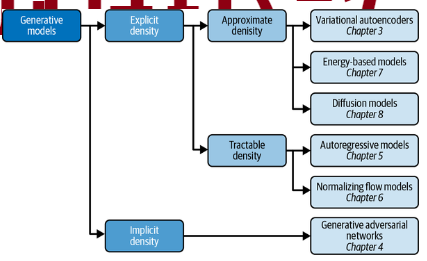 Generative
models
Explicit
density
Approximate
denisity
Variational autoencoders
Chapter 3
Energy-based models
Chapter 7
Diffusion models
Chapter 8
Tractable
density
Autoregressive models
Chapter 5
Normalizing flow models
Chapter 6
Implicit
density
Generative adversarial
networks
Chapter 4